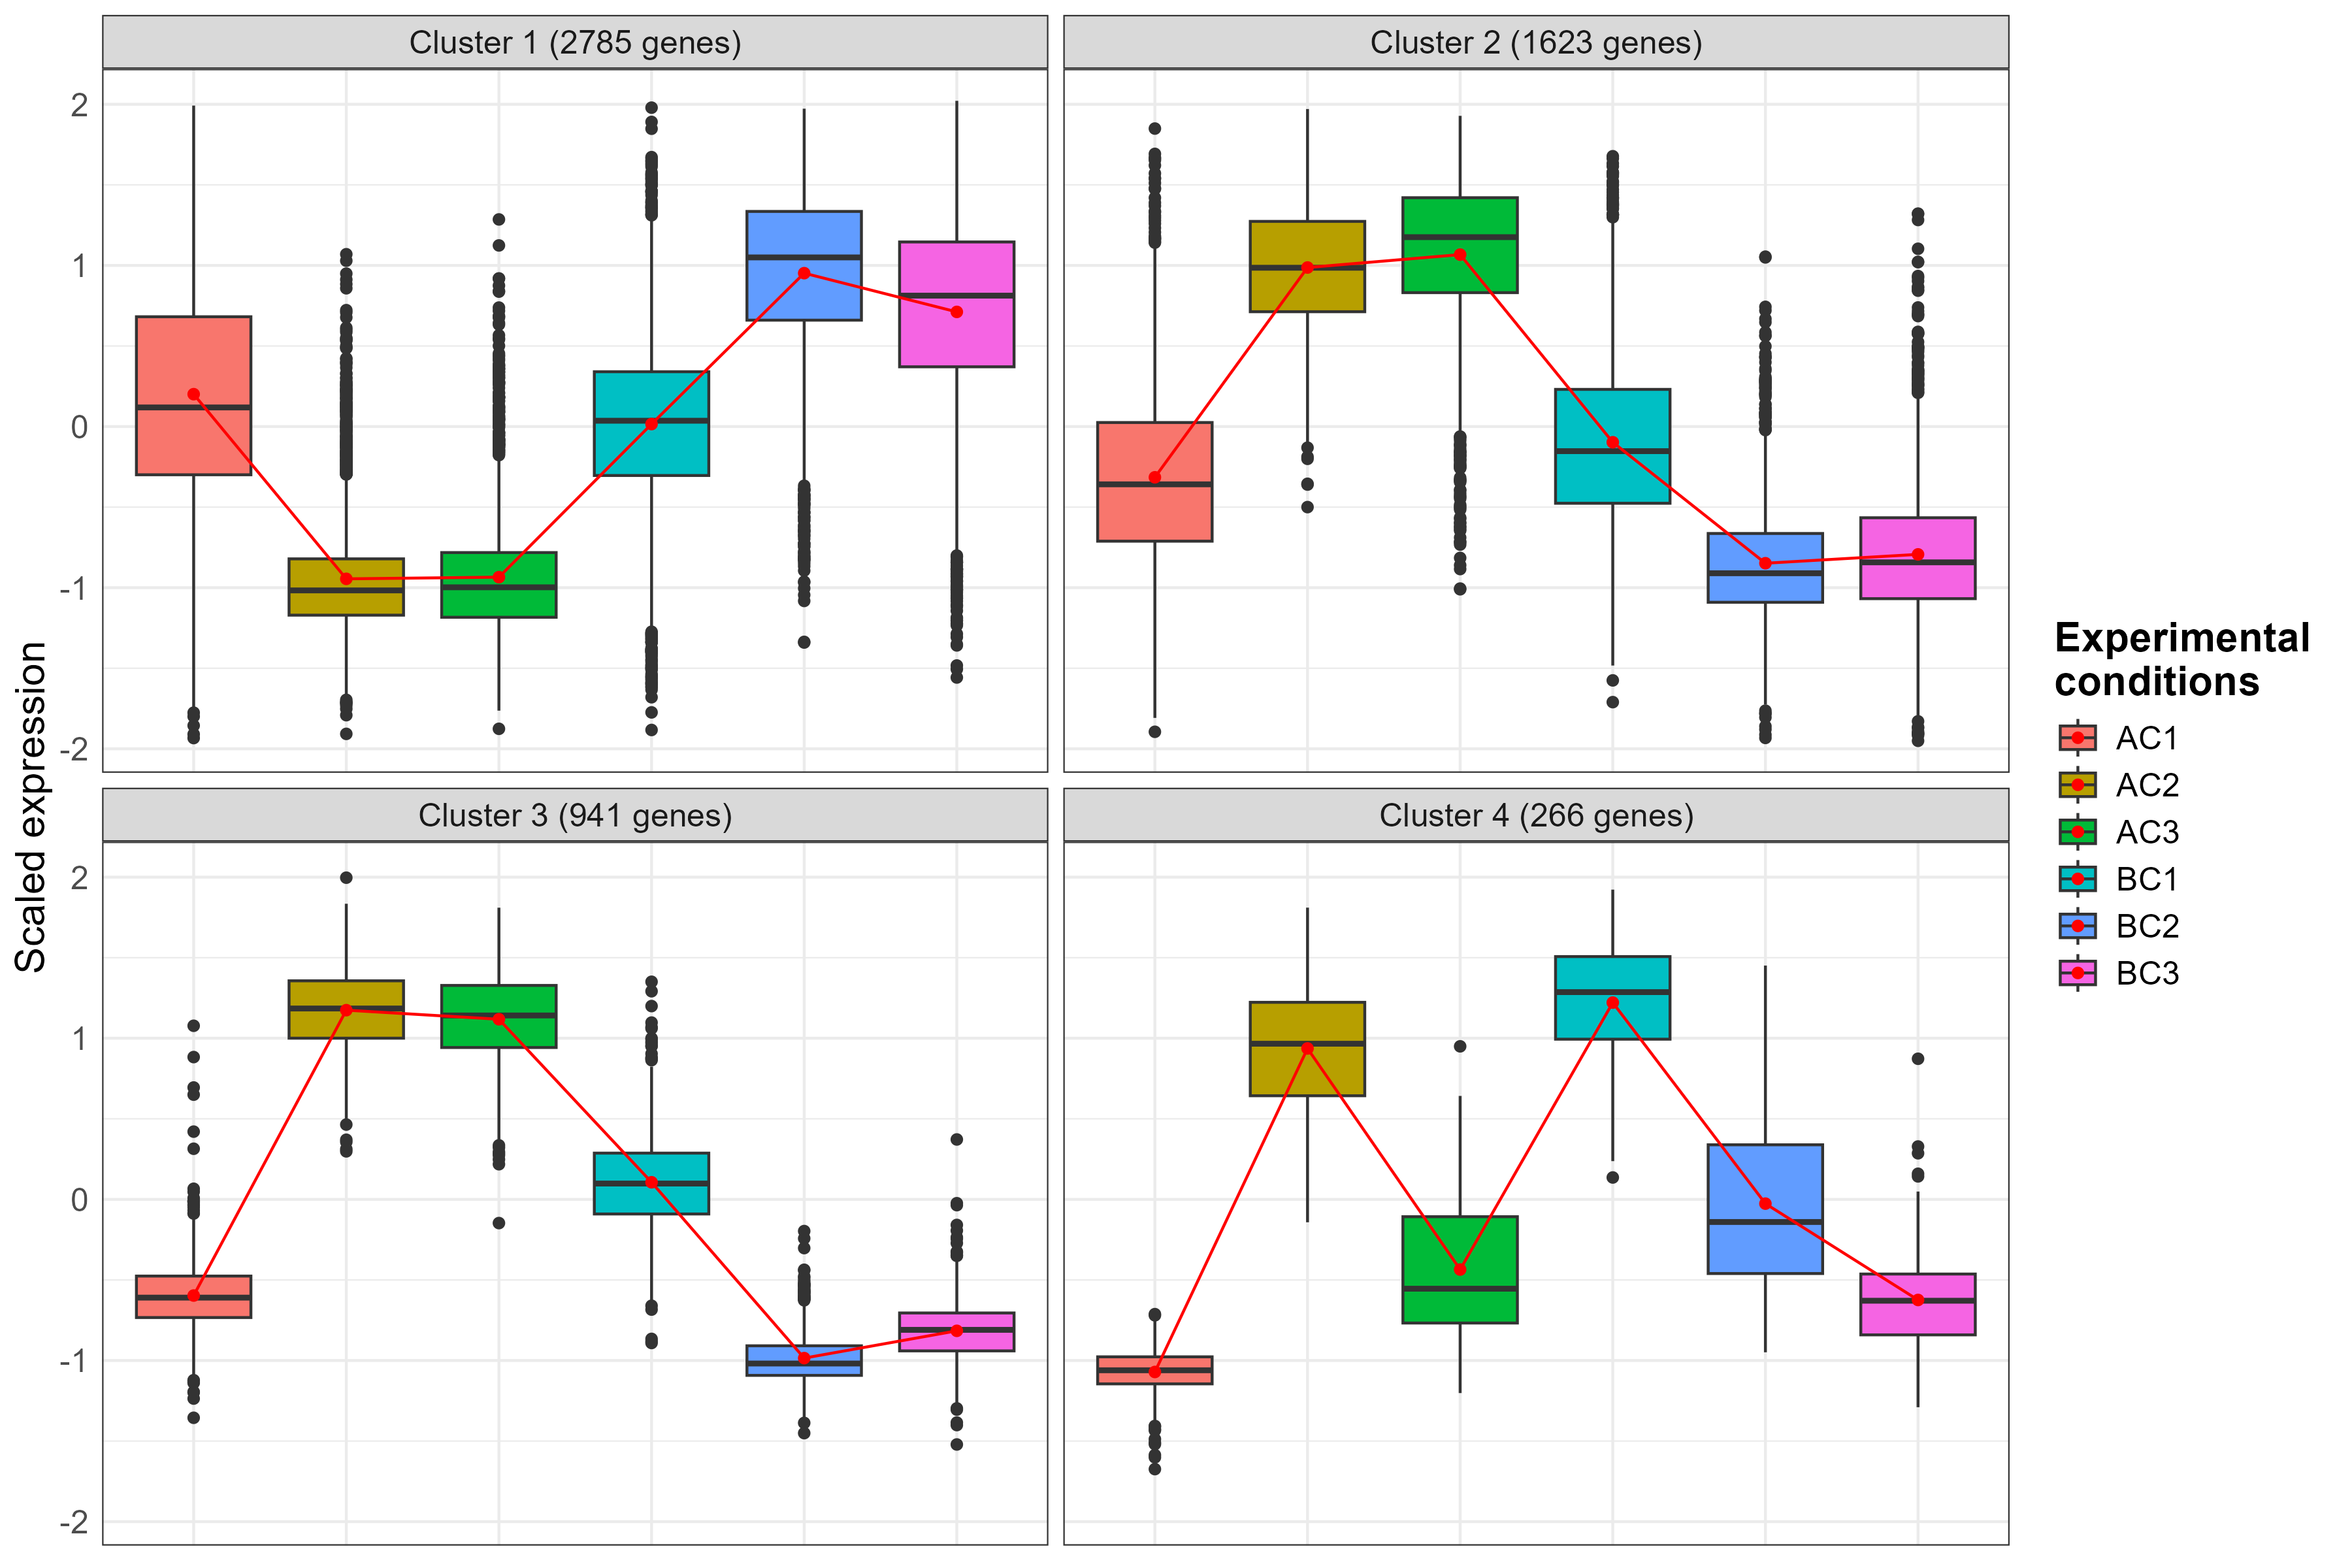 Cluster 1 (2785 genes)
Cluster 2 (1623 genes)
2
1
0
-1
-2
Scaled expression
Cluster 3 (941 genes)
Cluster 4 (266 genes)
2
1
0
-1
-2
Experimental
conditions
AC1
AC2
AC3
BC1
BC2
BC3